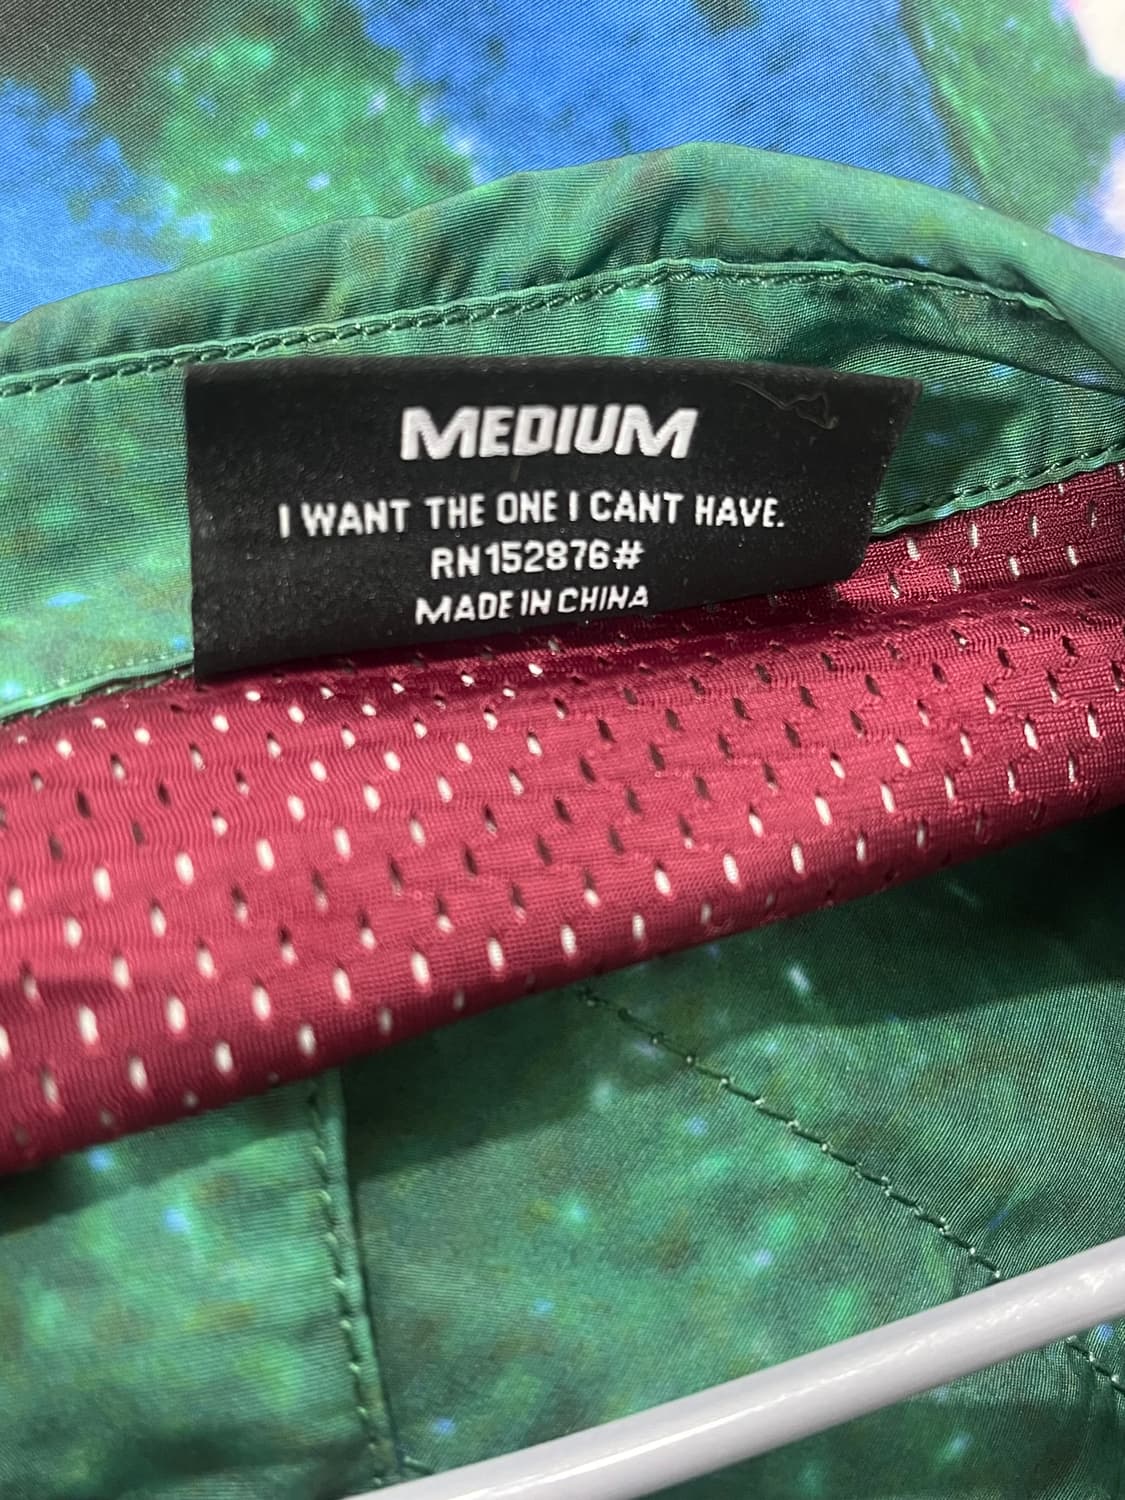 MEDIUM
I WANT THE ONE I CANT HAVE.
RN152876#
MADE IN CHINA